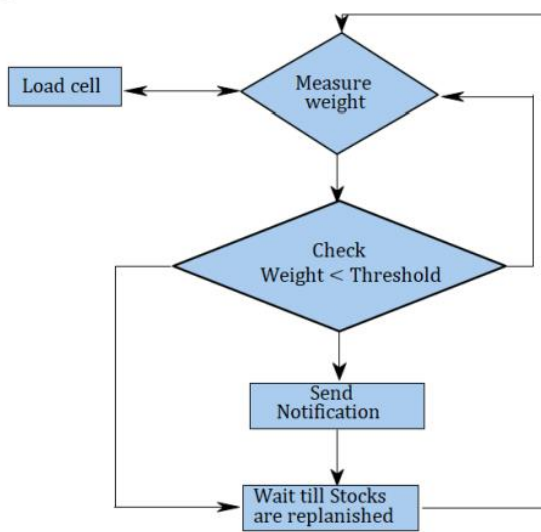 Measure
weight
Load cell
Check
Weight < Threshold
Send
Notification
Wait till Stocks
are replanished